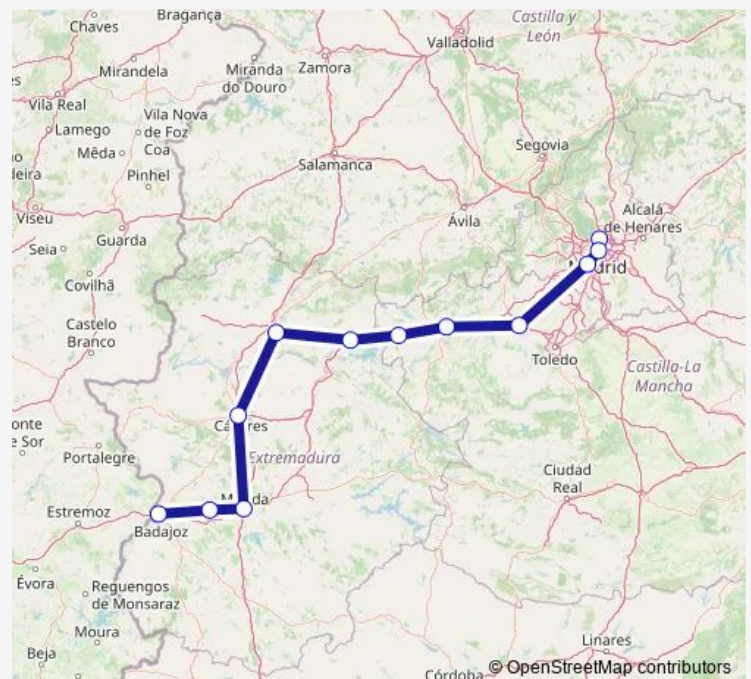 Chaves
Bragança
Castilla y
León
Valladolid
Mirandela
Miranda
do Douro
Zamora
Vila Real
Vila Nova
de Foz
Coa
Lamego
Mêda
Pinhel
Salamanca
Segovia
Viseu
Guarda
Ávila
Alcalá
de Henares
Seia
Covilhã
Castelo
Branco
Toledo
Castilla-La
Mancha
Portalegre
Extremadura
Ciudad
Real
Estremoz
Badajoz
Évora
Reguengos
de Monsaraz
Moura
Beja
Linares
Córdoba
© OpenStreetMap contributors